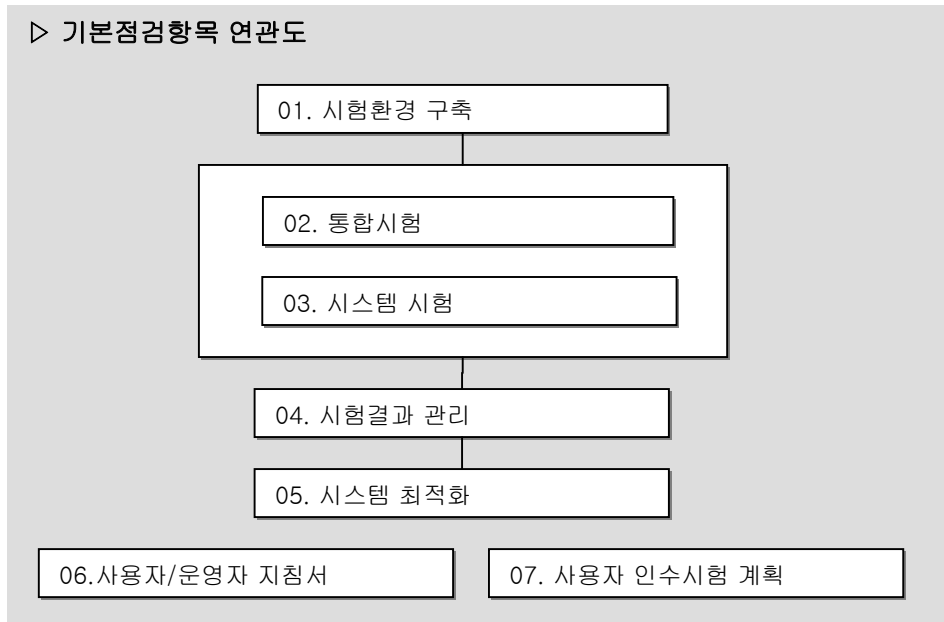 ▷ 기본점검항목 연관도
01. 시험환경 구축
02. 통합시험
03. 시스템 시험
04. 시험결과 관리
05. 시스템 최적화
06.사용자/운영자 지침서
07. 사용자 인수시험 계획